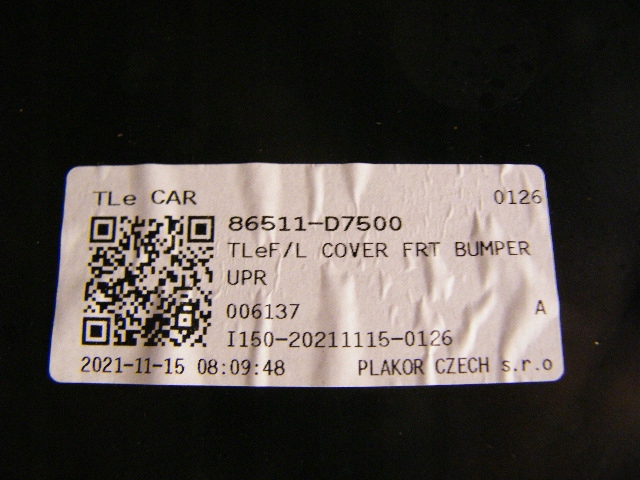 TLe CAR 0126
86511-D7500
TLeF/L COVER FRT BUMPER
UPR
006137 A
I150-20211115-0126
2021-11-15 08:09:48 PLAKOR CZECH s.r.o